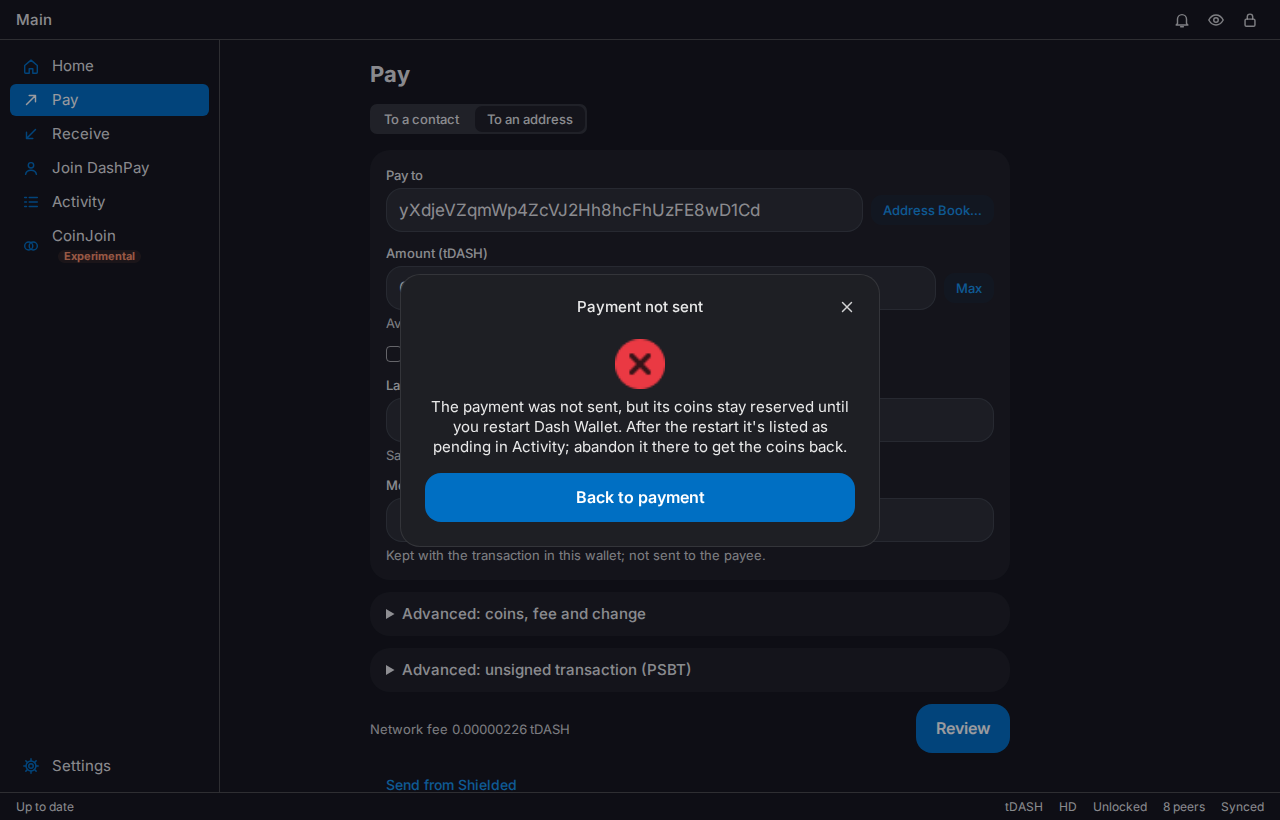 Main
Home
Pay
Receive
Join DashPay
Activity
CoinJoin
Experimental
Settings
Pay
To a contact
To an address
Pay to
yXdjeVZqmWp4ZcVJ2Hh8hcFhUzFE8wD1Cd
Address Book...
Amount (tDASH)
Max
Payment not sent
The payment was not sent, but its coins stay reserved until
you restart Dash Wallet. After the restart it's listed as
pending in Activity; abandon it there to get the coins back.
Back to payment
Kept with the transaction in this wallet; not sent to the payee.
Advanced: coins, fee and change
Advanced: unsigned transaction (PSBT)
Network fee 0.00000226 tDASH
Review
Send from Shielded
Up to date
tDASH
HD
Unlocked
8 peers
Synced